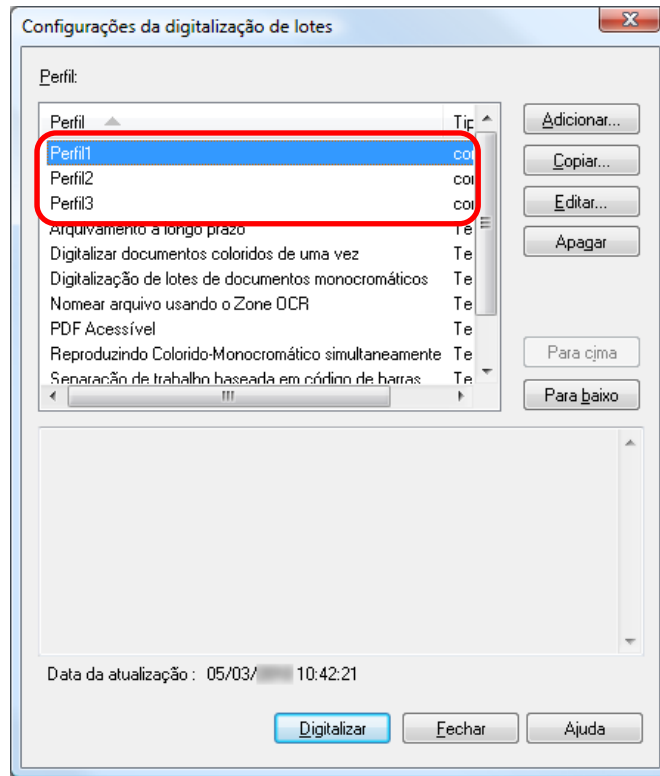 Configurações da digitalização de lotes
Perfil:
Perfil Tip
Perfil1 co
Perfil2 co
Perfil3 co
Arquivamento a longo prazo Te
Digitalizar documentos coloridos de uma vez Te
Digitalização de lotes de documentos monocromáticos Te
Nomear arquivo usando o Zone OCR Te
PDF Acessível Te
Reproduzindo Colorido-Monocromático simultaneamente Te
Separação de trabalho baseada em código de barras Te
Adicionar...
Copiar...
Editar...
Apagar
Para cima
Para baixo
Data da atualização : 05/03/ 10:42:21
Digitalizar Fechar Ajuda